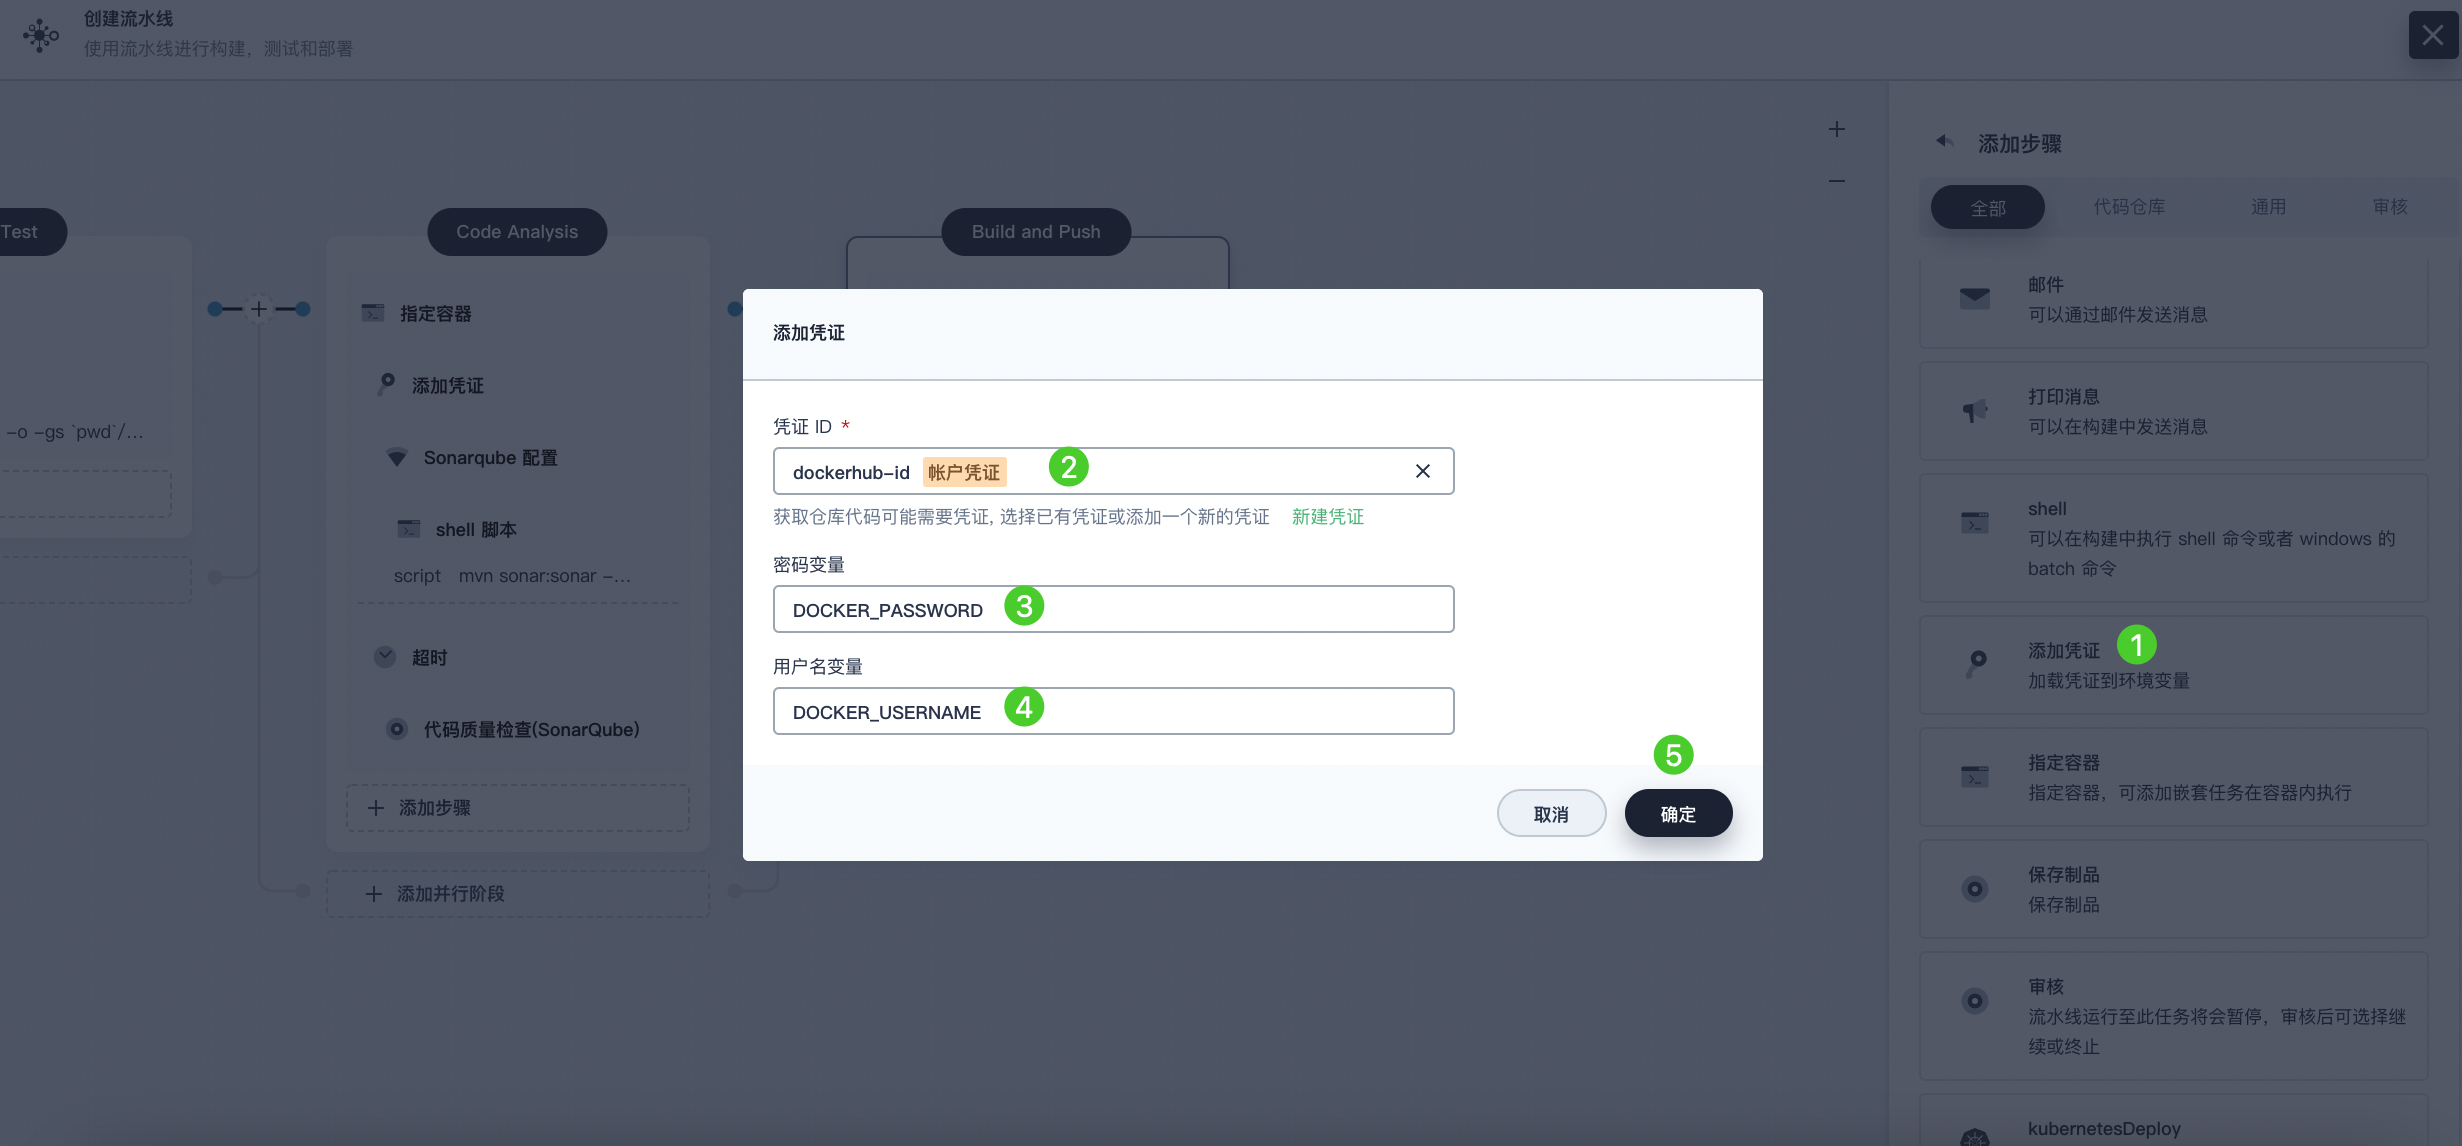 创建流水线
使用流水线进行构建，测试和部署
添加步骤
全部
代码仓库
通用
审核
Test
-o -gs `pwd`/...
Code Analysis
指定容器
添加凭证
Sonarqube 配置
shell 脚本
script mvn sonar:sonar -...
超时
代码质量检查(SonarQube)
添加步骤
添加并行阶段
Build and Push
添加凭证
凭证 ID *
dockerhub-id 帐户凭证
2
获取仓库代码可能需要凭证, 选择已有凭证或添加一个新的凭证 新建凭证
密码变量
DOCKER_PASSWORD
3
用户名变量
DOCKER_USERNAME
4
5
取消
确定
邮件
可以通过邮件发送消息
打印消息
可以在构建中发送消息
shell
可以在构建中执行 shell 命令或者 windows 的
batch 命令
添加凭证
1
加载凭证到环境变量
指定容器
指定容器，可添加嵌套任务在容器内执行
保存制品
保存制品
审核
流水线运行至此任务将会暂停，审核后可选择继
续或终止
kubernetesDeploy